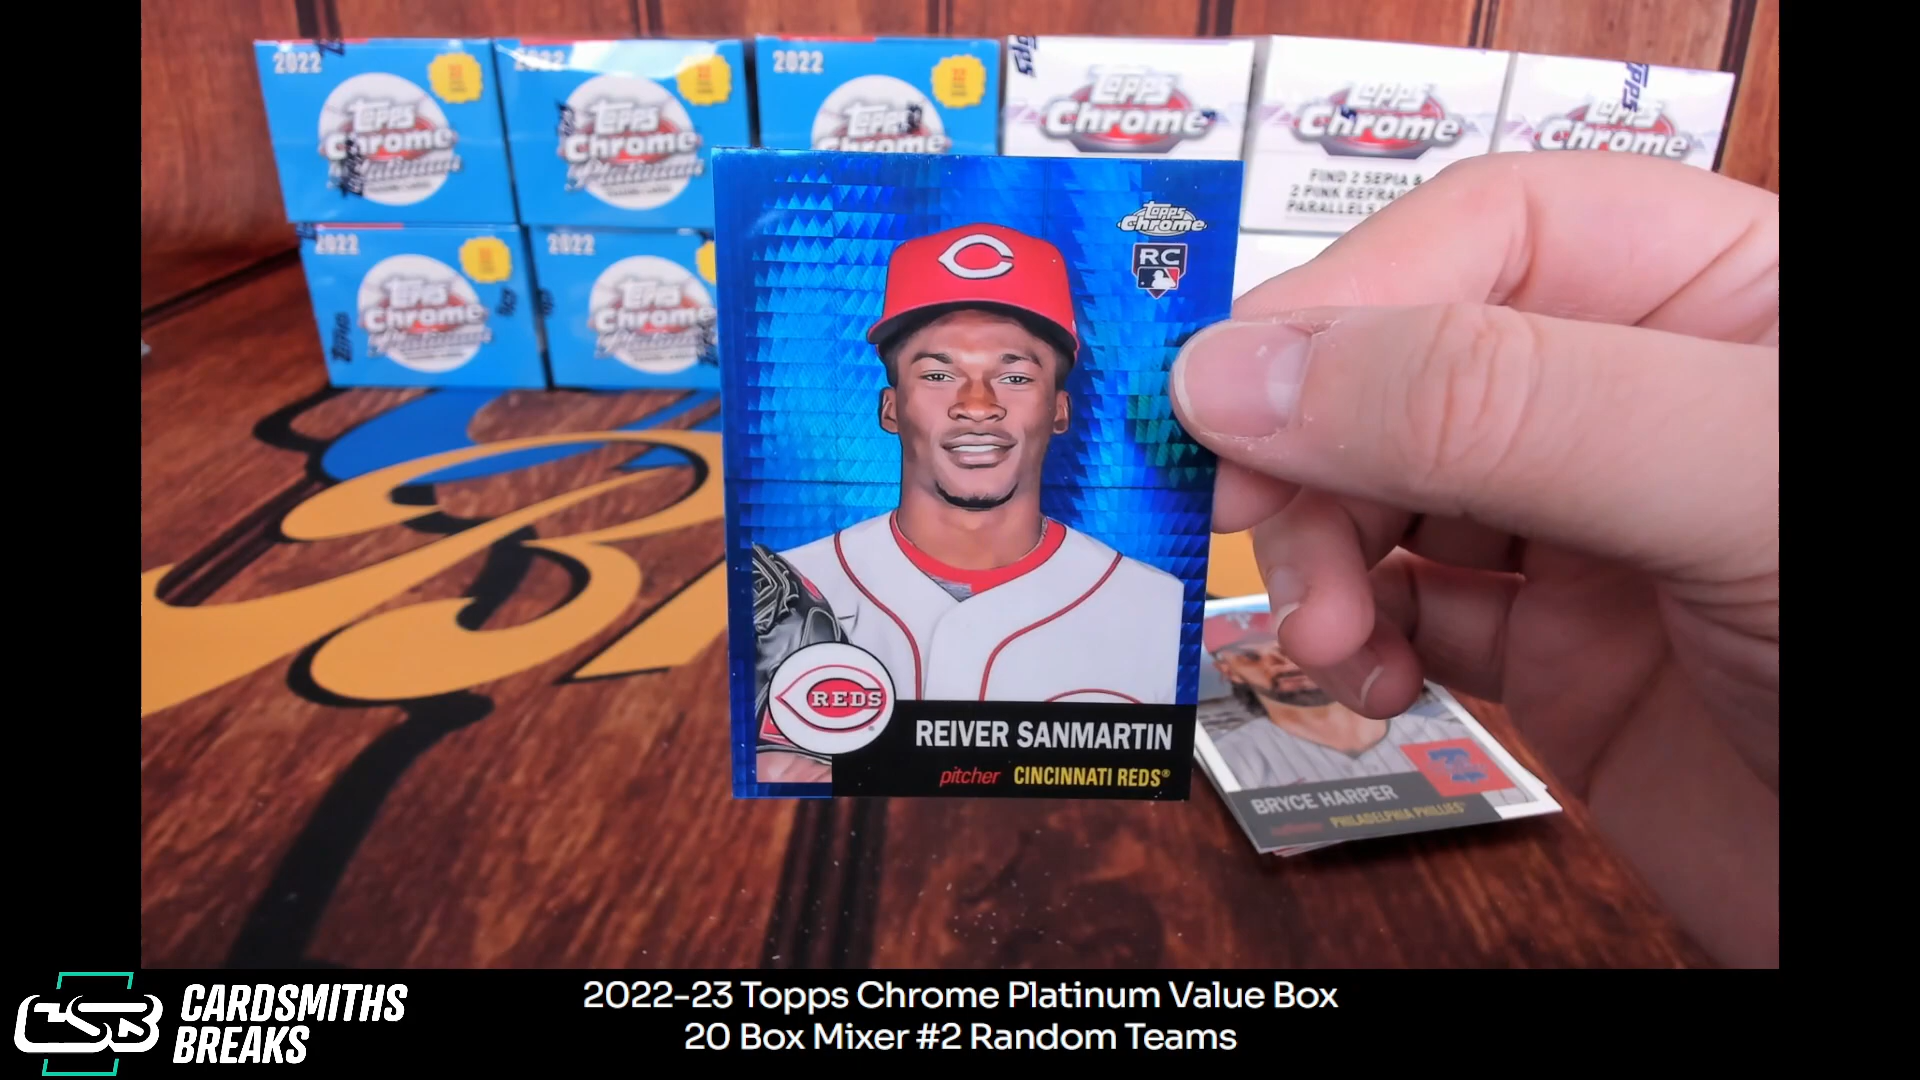 2022
Topps
Chrome
Platinum
2022
Topps
Chrome
Platinum
2022
Topps
Chrome
Topps
Chrome
Topps
Chrome
FIND 2 SEPIA &
2 PINK REFRA
PARALLELS
Topps
Chrome
2022
Topps
Chrome
Platinum
2022
Topps
Chrome
Topps
Chrome
RC
C
REDS
REIVER SANMARTIN
pitcher CINCINNATI REDS®
BRYCE HARPER
PHILADELPHIA PHILLIES
CSB CARDSMITHS
BREAKS
2022-23 Topps Chrome Platinum Value Box
20 Box Mixer #2 Random Teams